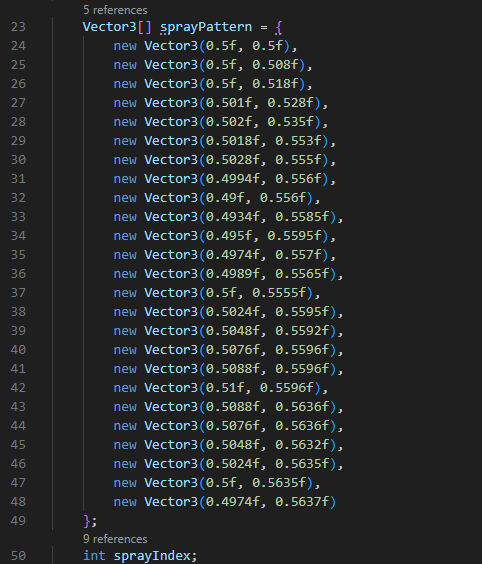 5 references
23 Vector3[] sprayPattern = {
24 new Vector3(0.5f, 0.5f),
25 new Vector3(0.5f, 0.508f),
26 new Vector3(0.5f, 0.518f),
27 new Vector3(0.501f, 0.528f),
28 new Vector3(0.502f, 0.535f),
29 new Vector3(0.5018f, 0.553f),
30 new Vector3(0.5028f, 0.555f),
31 new Vector3(0.4994f, 0.556f),
32 new Vector3(0.49f, 0.556f),
33 new Vector3(0.4934f, 0.5585f),
34 new Vector3(0.495f, 0.5595f),
35 new Vector3(0.4974f, 0.557f),
36 new Vector3(0.4989f, 0.5565f),
37 new Vector3(0.5f, 0.5555f),
38 new Vector3(0.5024f, 0.5595f),
39 new Vector3(0.5048f, 0.5592f),
40 new Vector3(0.5076f, 0.5596f),
41 new Vector3(0.5088f, 0.5596f),
42 new Vector3(0.51f, 0.5596f),
43 new Vector3(0.5088f, 0.5636f),
44 new Vector3(0.5076f, 0.5636f),
45 new Vector3(0.5048f, 0.5632f),
46 new Vector3(0.5024f, 0.5635f),
47 new Vector3(0.5f, 0.5635f),
48 new Vector3(0.4974f, 0.5637f)
49 };
9 references
50 int sprayIndex;